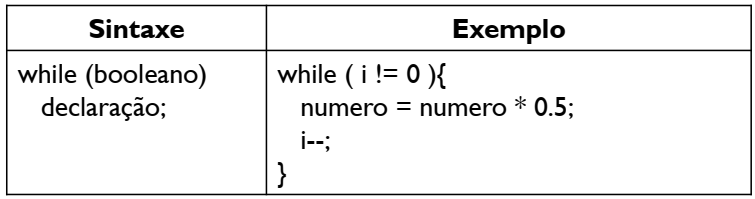 Sintaxe
Exemplo
while (booleano)
declaração;
while ( i != 0 ){
numero = numero * 0.5;
i--;
}